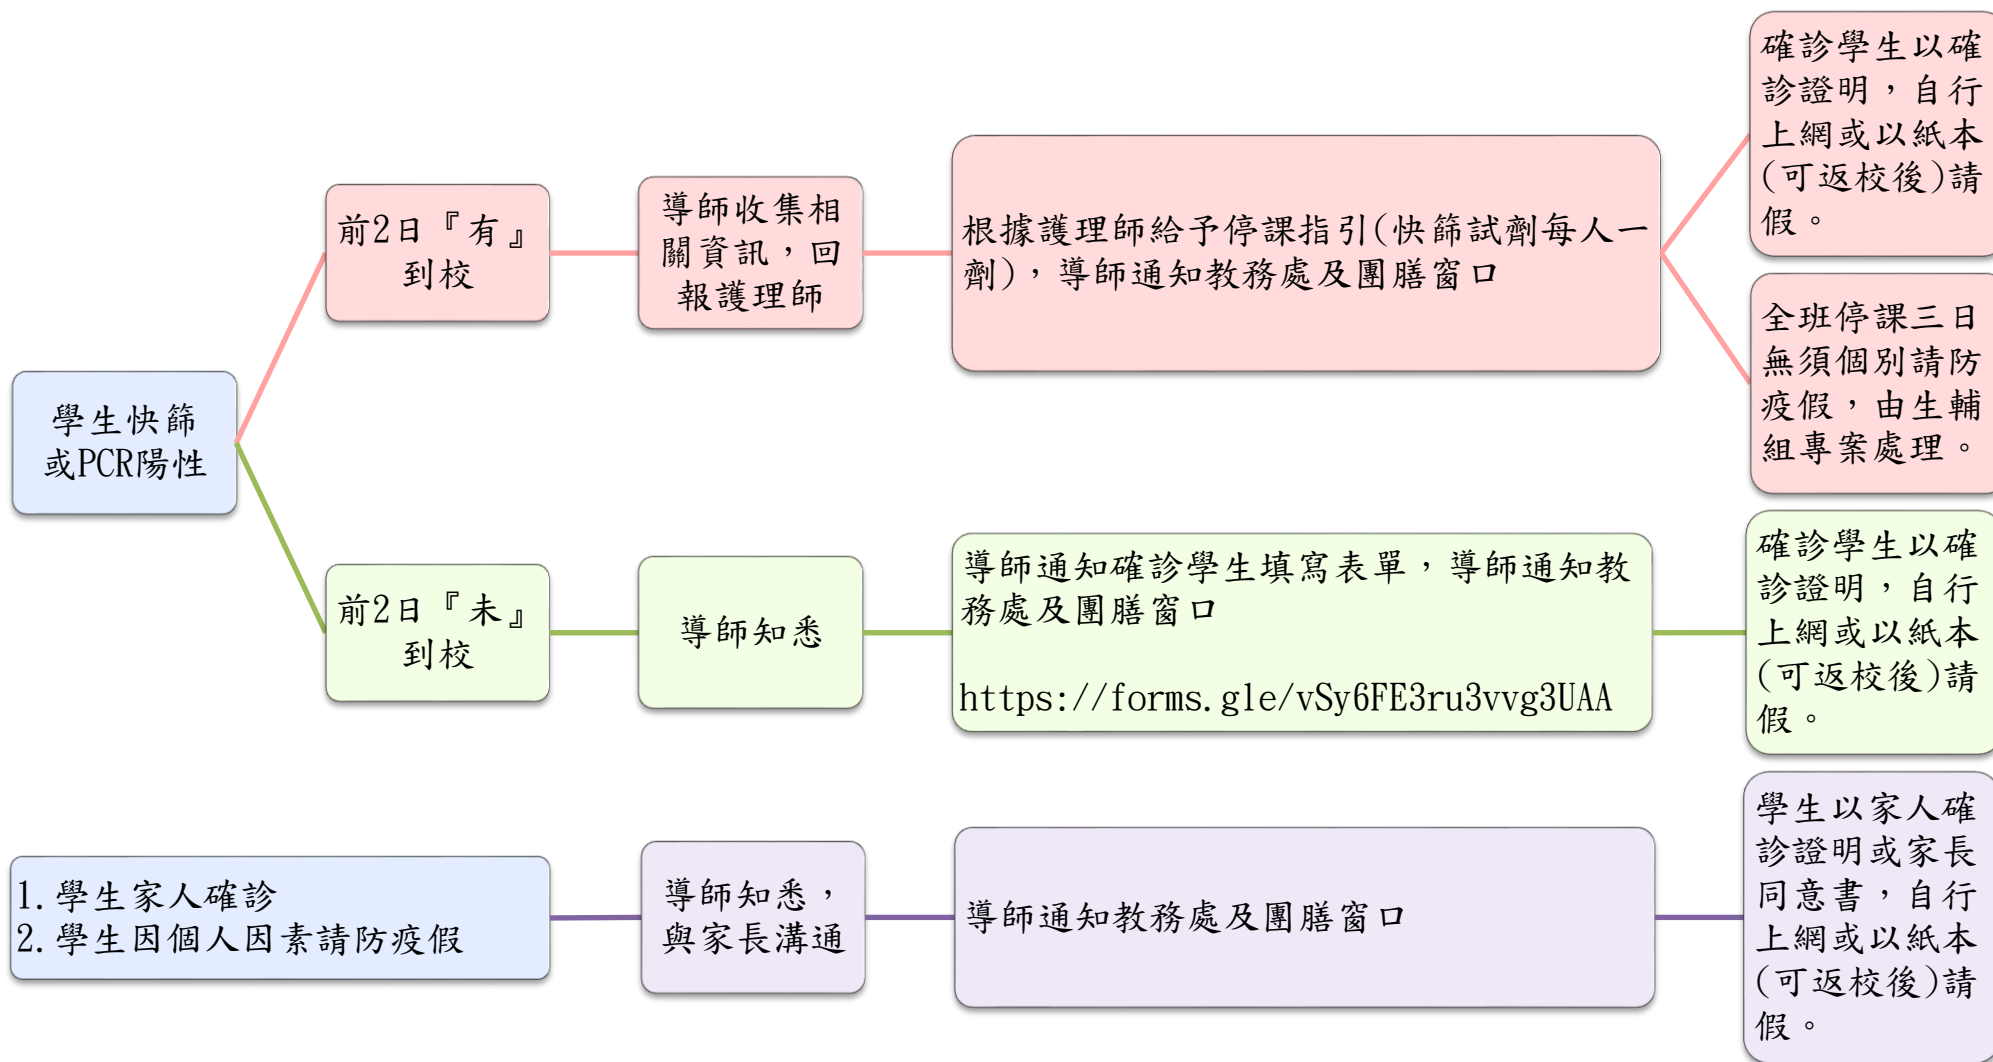 學生快篩
或PCR陽性
前2日『有』
到校
導師收集相
關資訊，回
報護理師
根據護理師給予停課指引(快篩試劑每人一
劑)，導師通知教務處及團膳窗口
確診學生以確
診證明，自行
上網或以紙本
(可返校後)請
假。
全班停課三日
無須個別請防
疫假，由生輔
組專案處理。
前2日『未』
到校
導師知悉
導師通知確診學生填寫表單，導師通知教
務處及團膳窗口
https://forms.gle/vSy6FE3ru3vvg3UAA
確診學生以確
診證明，自行
上網或以紙本
(可返校後)請
假。
1.學生家人確診
2.學生因個人因素請防疫假
導師知悉，
與家長溝通
導師通知教務處及團膳窗口
學生以家人確
診證明或家長
同意書，自行
上網或以紙本
(可返校後)請
假。